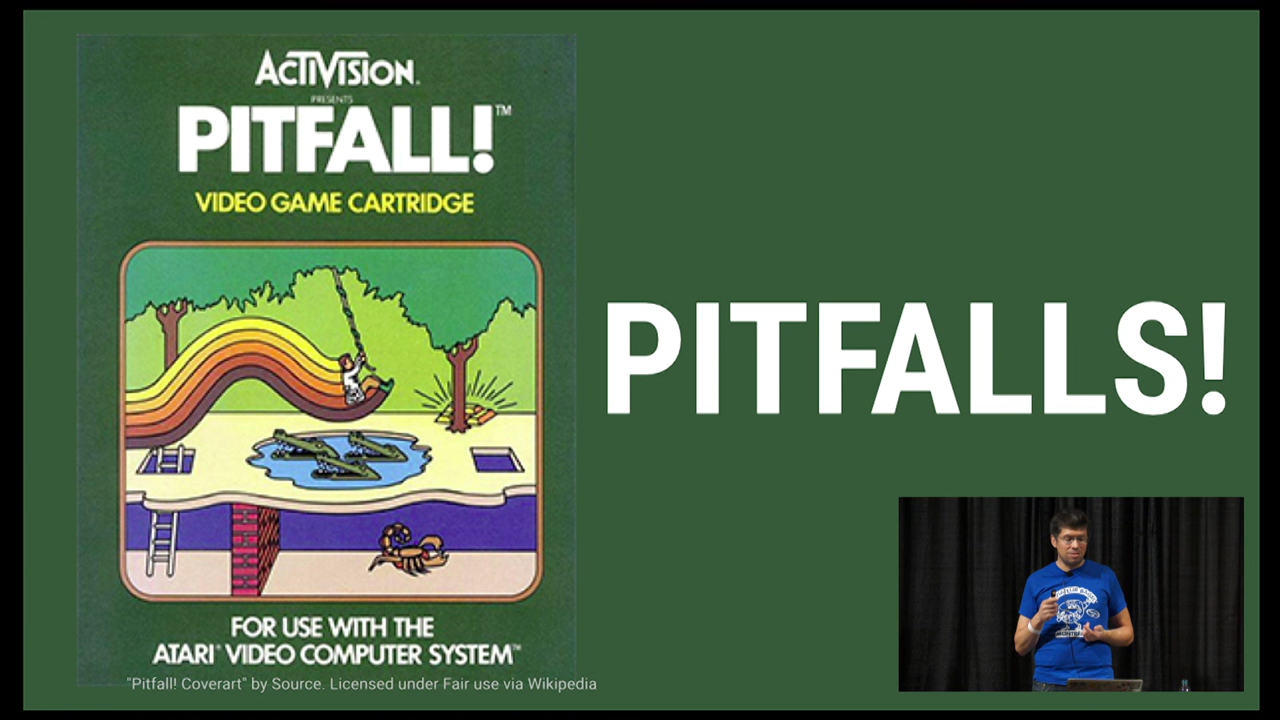 ACTIVISION
PRESENTS
PITFALL!™
VIDEO GAME CARTRIDGE
PITFALLS!
FOR USE WITH THE
ATARI® VIDEO COMPUTER SYSTEM™
"Pitfall! Coverart" by Source. Licensed under Fair use via Wikipedia